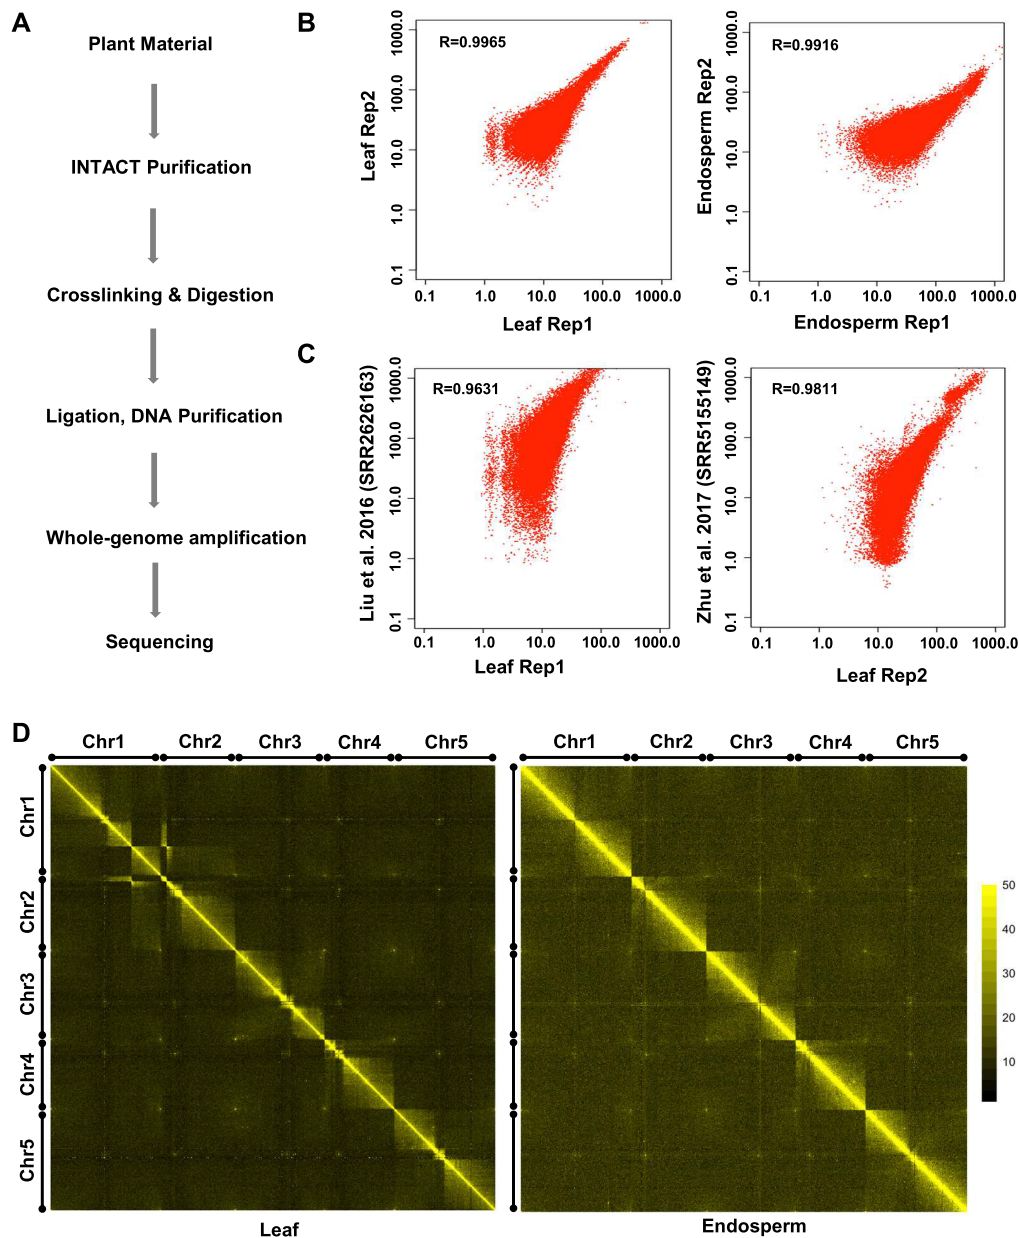 A
Plant Material
INTACT Purification
Crosslinking & Digestion
Ligation, DNA Purification
Whole-genome amplification
Sequencing
B
R=0.9965
Leaf Rep2
1000.0
100.0
10.0
1.0
0.1
0.1 1.0 10.0 100.0 1000.0
Leaf Rep1
R=0.9916
Endosperm Rep2
1000.0
100.0
10.0
1.0
0.1
0.1 1.0 10.0 100.0 1000.0
Endosperm Rep1
C
R=0.9631
Liu et al. 2016 (SRR2626163)
1000.0
100.0
10.0
1.0
0.1
0.1 1.0 10.0 100.0 1000.0
Leaf Rep1
R=0.9811
Zhu et al. 2017 (SRR5155149)
1000.0
100.0
10.0
1.0
0.1
0.1 1.0 10.0 100.0 1000.0
Leaf Rep2
D
Chr1 Chr2 Chr3 Chr4 Chr5
Chr1
Chr2
Chr3
Chr4
Chr5
Leaf
Chr1 Chr2 Chr3 Chr4 Chr5
Endosperm
50
40
30
20
10